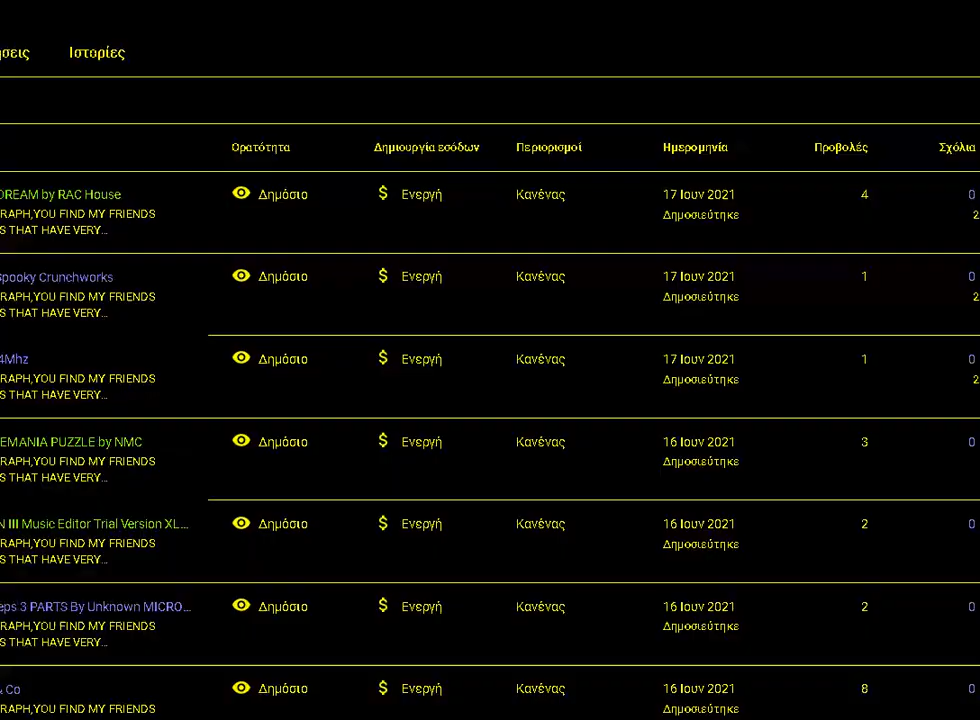 ήσεις Ιστορίες
Ορατότητα Δημιουργία εσόδων Περιορισμοί Ημερομηνία Προβολές Σχόλια
DREAM by RAC House Δημόσιο $ Ενεργή Κανένας 17 Ιουν 2021 4 0
RAPH,YOU FIND MY FRIENDS Δημοσιεύτηκε 2
S THAT HAVE VERY...
Spooky Crunchworks Δημόσιο $ Ενεργή Κανένας 17 Ιουν 2021 1 0
RAPH,YOU FIND MY FRIENDS Δημοσιεύτηκε 2
S THAT HAVE VERY...
4Mhz Δημόσιο $ Ενεργή Κανένας 17 Ιουν 2021 1 0
RAPH,YOU FIND MY FRIENDS Δημοσιεύτηκε 2
S THAT HAVE VERY...
EMANIA PUZZLE by NMC Δημόσιο $ Ενεργή Κανένας 16 Ιουν 2021 3 0
RAPH,YOU FIND MY FRIENDS Δημοσιεύτηκε
S THAT HAVE VERY...
N III Music Editor Trial Version XL... Δημόσιο $ Ενεργή Κανένας 16 Ιουν 2021 2 0
RAPH,YOU FIND MY FRIENDS Δημοσιεύτηκε
S THAT HAVE VERY...
eps 3 PARTS By Unknown MICRO... Δημόσιο $ Ενεργή Κανένας 16 Ιουν 2021 2 0
RAPH,YOU FIND MY FRIENDS Δημοσιεύτηκε
S THAT HAVE VERY...
& Co Δημόσιο $ Ενεργή Κανένας 16 Ιουν 2021 8 0
RAPH,YOU FIND MY FRIENDS Δημοσιεύτηκε